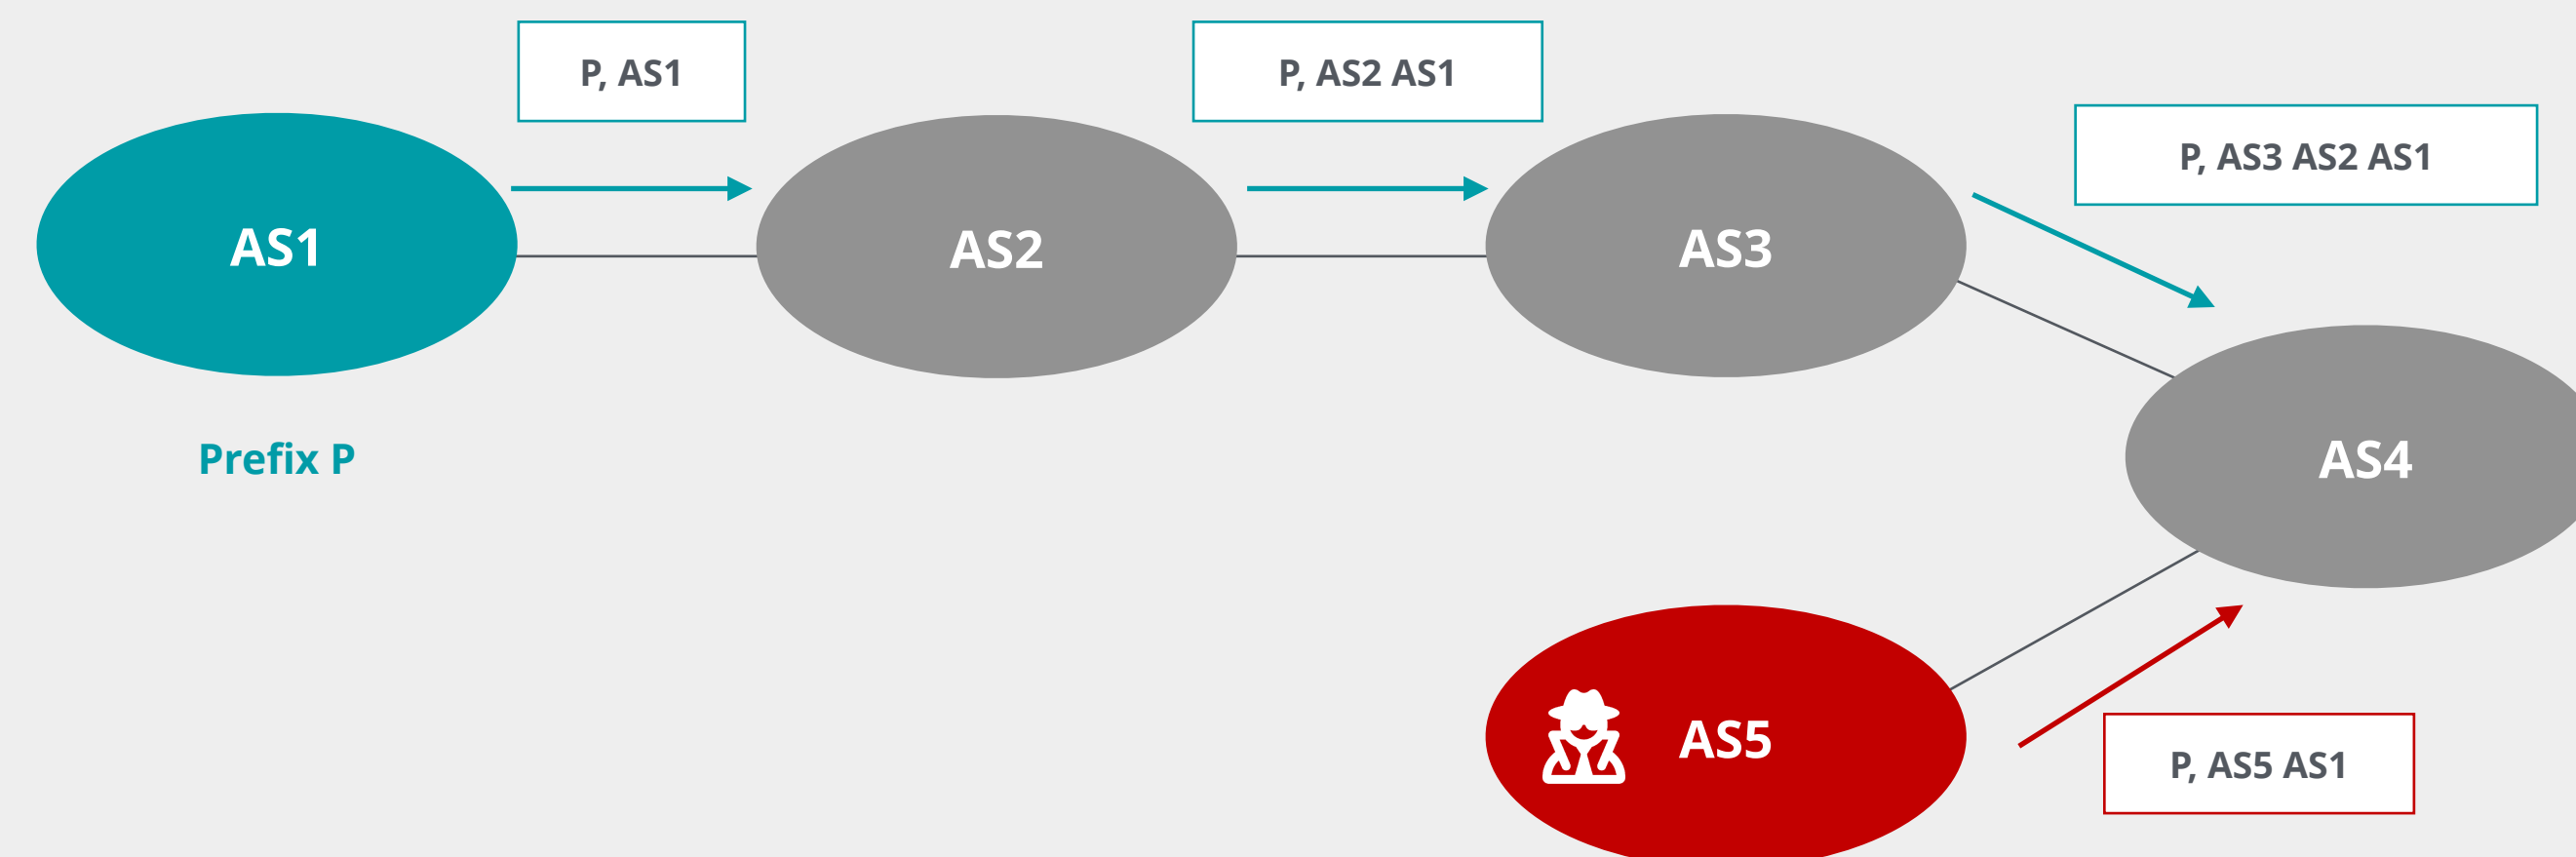 P, AS1
P, AS2 AS1
P, AS3 AS2 AS1
AS1
AS2
AS3
Prefix P
AS4
AS5
P, AS5 AS1